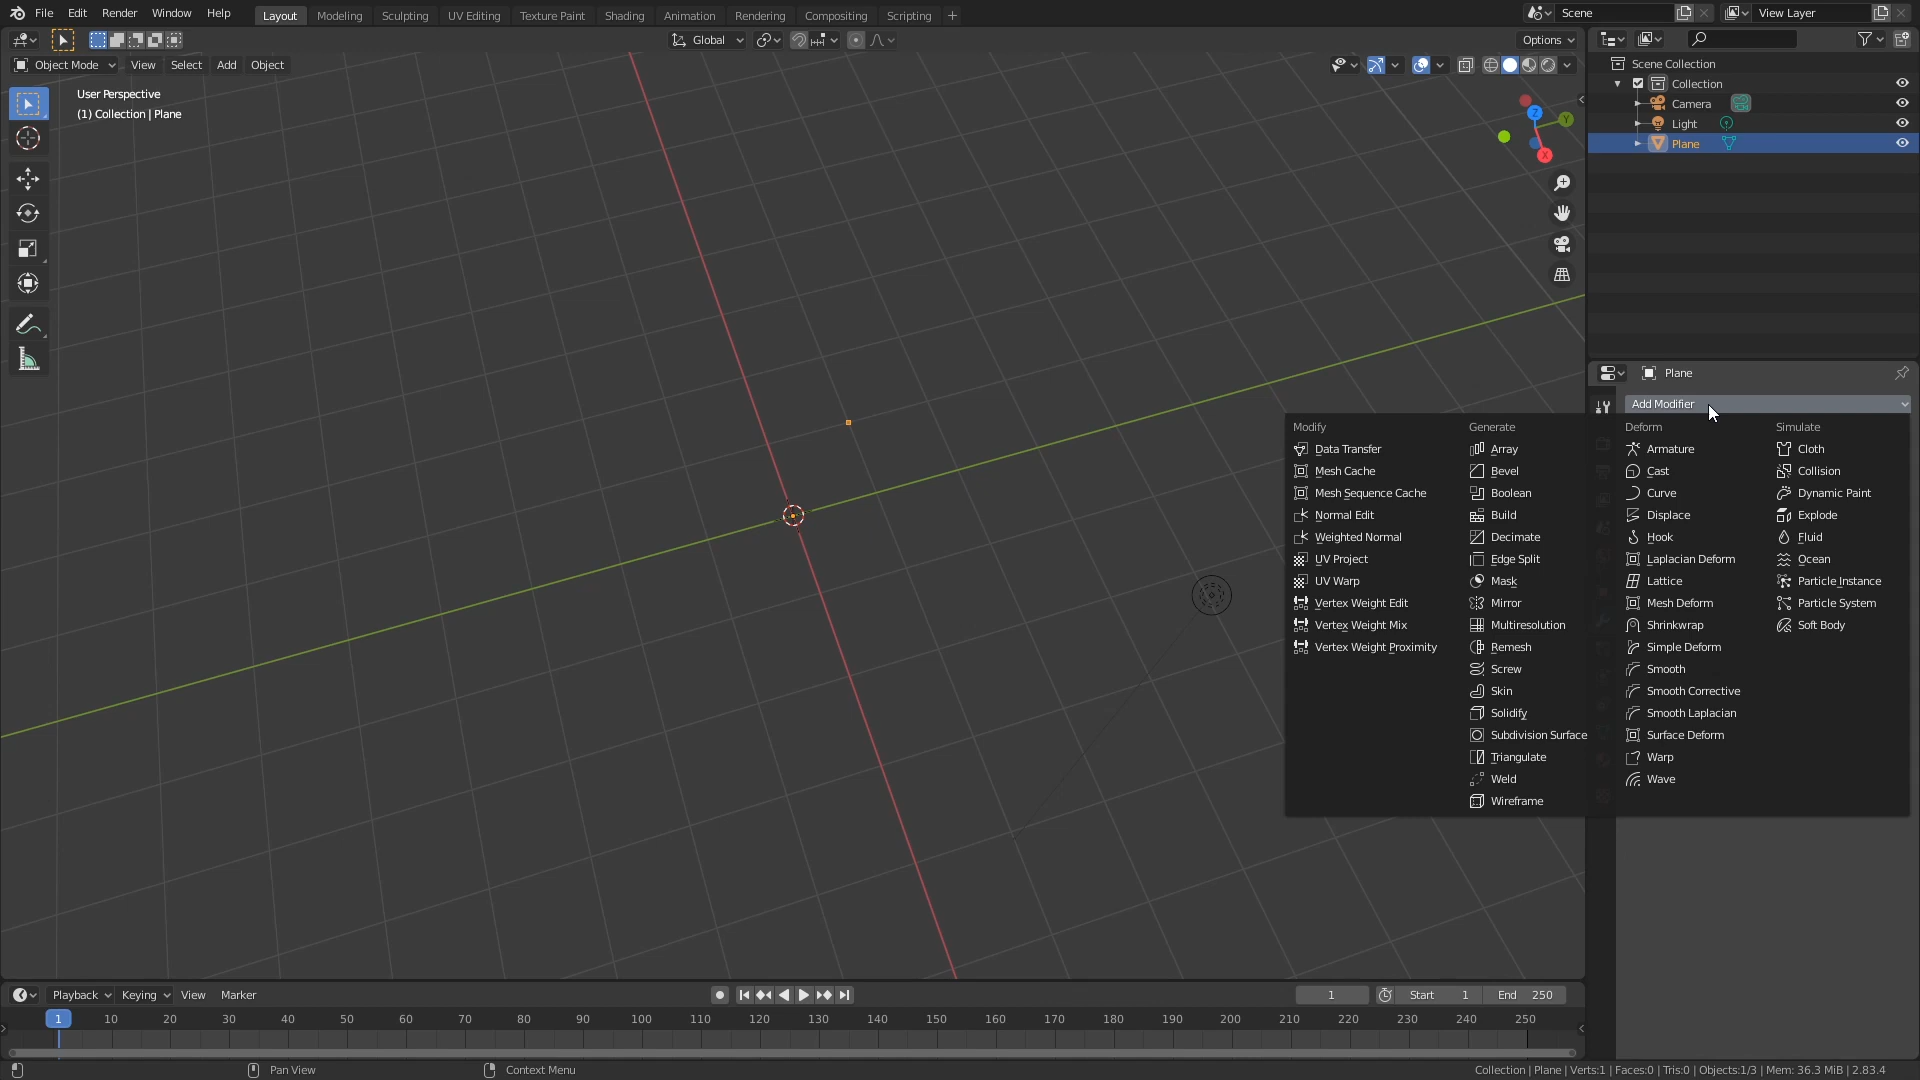 File Edit Render Window Help Layout Modeling Sculpting UV Editing Texture Paint Shading Animation Rendering Compositing Scripting + Scene View Layer
Global Options
Object Mode View Select Add Object
User Perspective
(1) Collection | Plane
Z
Y
X
Scene Collection
Collection
Camera
Light
Plane
Plane
Add Modifier
Modify
Data Transfer
Mesh Cache
Mesh Sequence Cache
Normal Edit
Weighted Normal
UV Project
UV Warp
Vertex Weight Edit
Vertex Weight Mix
Vertex Weight Proximity
Generate
Array
Bevel
Boolean
Build
Decimate
Edge Split
Mask
Mirror
Multiresolution
Remesh
Screw
Skin
Solidify
Subdivision Surface
Triangulate
Weld
Wireframe
Deform
Armature
Cast
Curve
Displace
Hook
Laplacian Deform
Lattice
Mesh Deform
Shrinkwrap
Simple Deform
Smooth
Smooth Corrective
Smooth Laplacian
Surface Deform
Warp
Wave
Simulate
Cloth
Collision
Dynamic Paint
Explode
Fluid
Ocean
Particle Instance
Particle System
Soft Body
Playback Keying View Marker 1 Start 1 End 250
1 10 20 30 40 50 60 70 80 90 100 110 120 130 140 150 160 170 180 190 200 210 220 230 240 250
Pan View Context Menu Collection | Plane | Verts:1 | Faces:0 | Tris:0 | Objects:1/3 | Mem: 36.3 MiB | 2.83.4